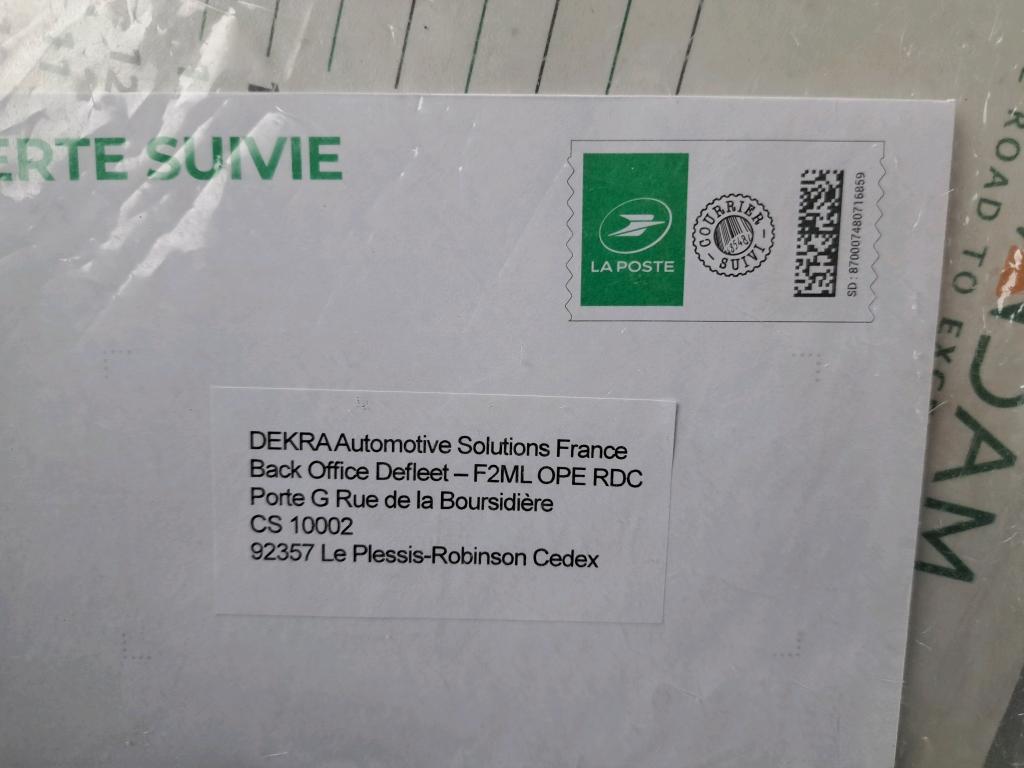 ERTE SUIVIE
LA POSTE
COURRIER
SUIVI
SD : 870007480716859
ROAD TO
DEKRA Automotive Solutions France
Back Office Defleet – F2ML OPE RDC
Porte G Rue de la Boursidière
CS 10002
92357 Le Plessis-Robinson Cedex